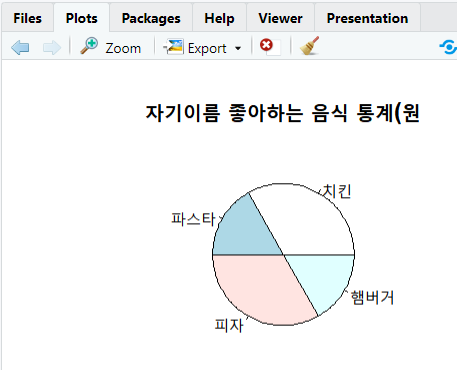 Files Plots Packages Help Viewer Presentation
Zoom Export
자기이름 좋아하는 음식 통계(원
치킨
파스타
햄버거
피자